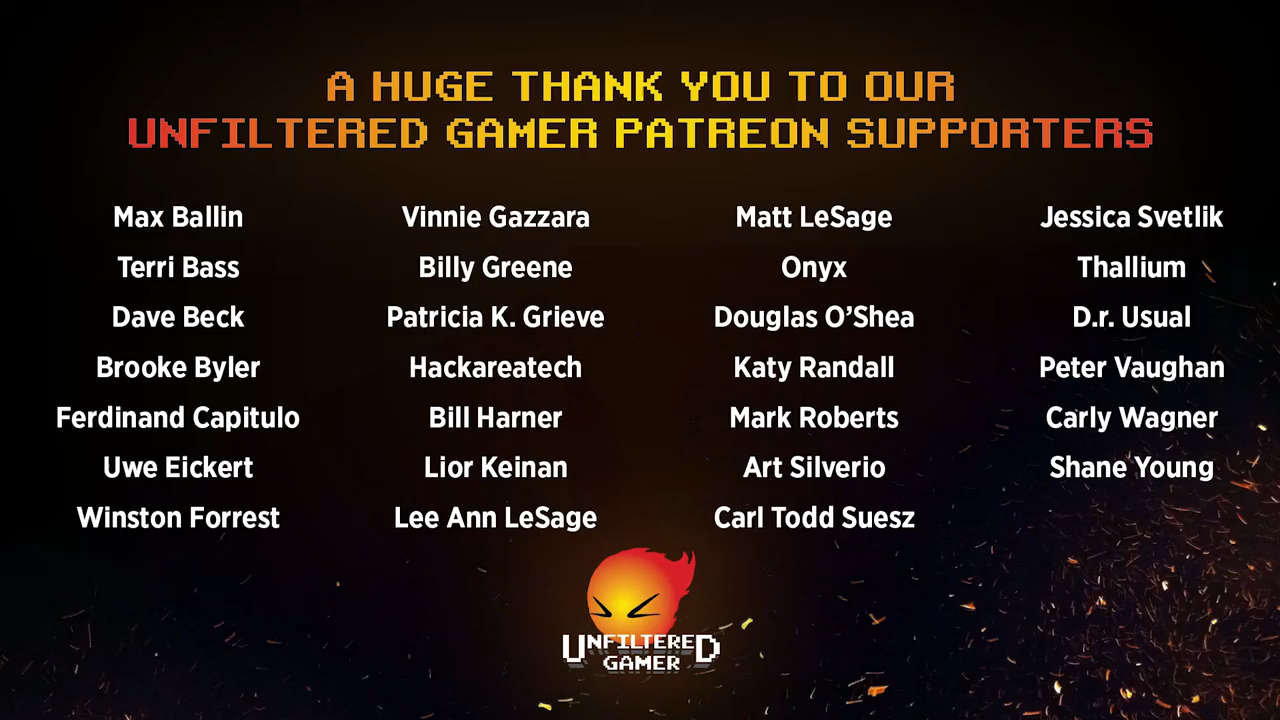 A HUGE THANK YOU TO OUR
UNFILTERED GAMER PATREON SUPPORTERS
Max Ballin
Terri Bass
Dave Beck
Brooke Byler
Ferdinand Capitulo
Uwe Eickert
Winston Forrest
Vinnie Gazzara
Billy Greene
Patricia K. Grieve
Hackareatech
Bill Harner
Lior Keinan
Lee Ann LeSage
Matt LeSage
Onyx
Douglas O’Shea
Katy Randall
Mark Roberts
Art Silverio
Carl Todd Suesz
Jessica Svetlik
Thallium
D.r. Usual
Peter Vaughan
Carly Wagner
Shane Young
UNFILTERED
GAMER